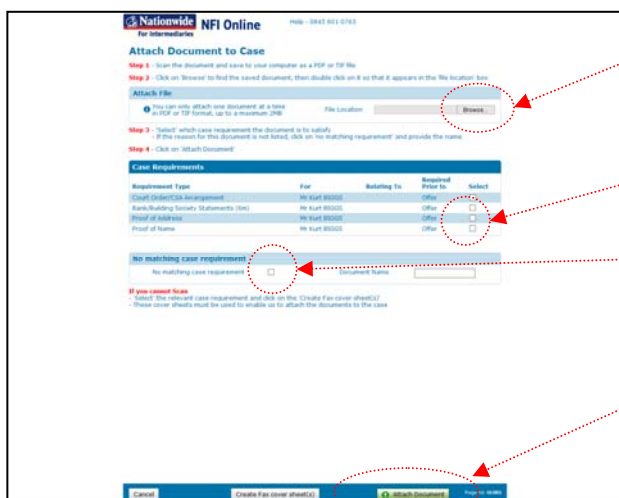 Nationwide NFI Online Help - 0845 601 0763
For Intermediaries
Attach Document to Case
Step 1 - Scan the document and save to your computer as a PDF or TIF file
Step 2 - Click on 'Browse' to find the saved document, then double click on it so that it appears in the 'file location' box
Attach File
You can only attach one document at a time
in PDF or TIF format, up to a maximum 2MB
File Location Browse...
Step 3 - 'Select' which case requirement the document is to satisfy
- If the reason for this document is not listed, click on 'no matching requirement' and provide the name
Step 4 - Click on 'Attach Document'
Case Requirements
Requirement Type For Relating To Required Prior to Select
Court Order/CSA Arrangement Mr Kurt BIGGS Offer
Bank/Building Society Statements (6m) Mr Kurt BIGGS Offer
Proof of Address Mr Kurt BIGGS Offer
Proof of Name Mr Kurt BIGGS Offer
No matching case requirement
No matching case requirement Document Name
If you cannot Scan
- 'Select' the relevant case requirement and click on the 'Create Fax cover sheet(s)'
- These cover sheets must be used to enable us to attach the documents to the case
Cancel Create Fax cover sheet(s) Attach Document